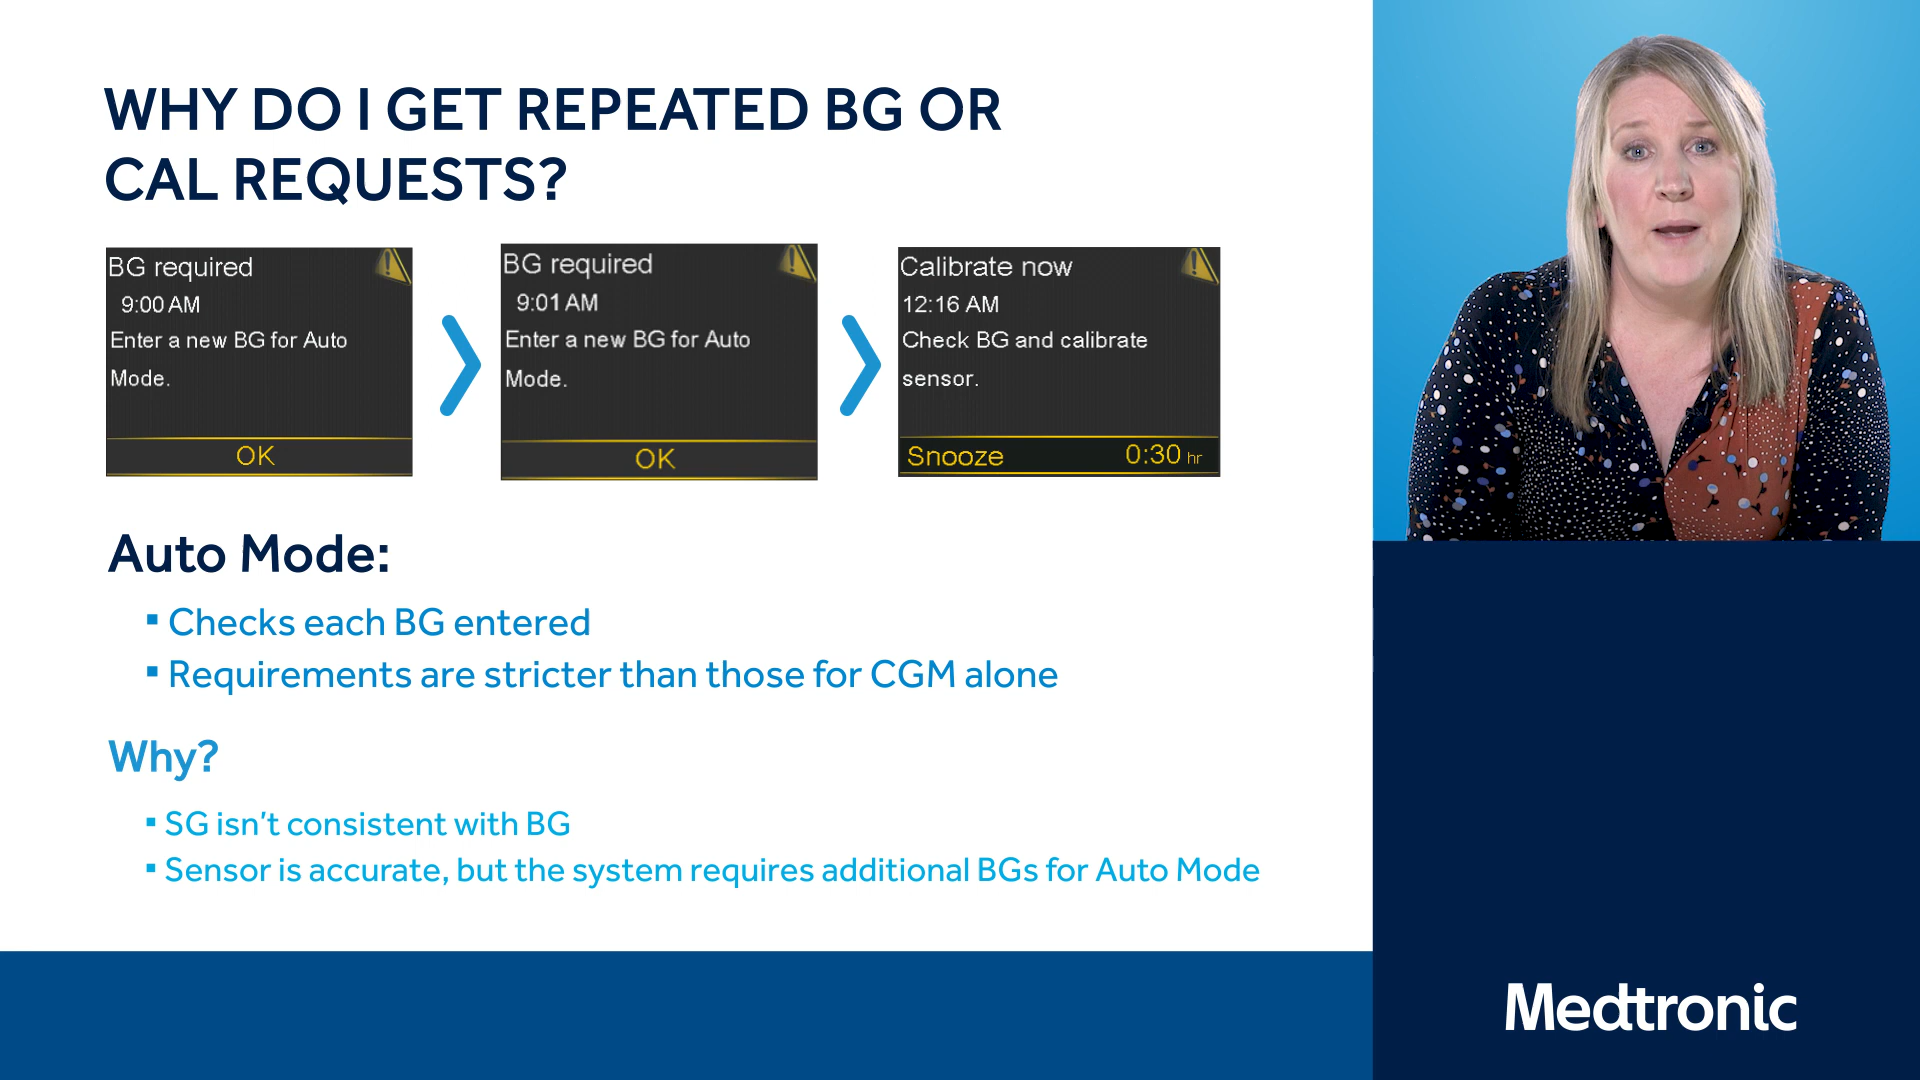 WHY DO I GET REPEATED BG OR
CAL REQUESTS?
BG required
9:00 AM
Enter a new BG for Auto
Mode.
OK
BG required
9:01 AM
Enter a new BG for Auto
Mode.
OK
Calibrate now
12:16 AM
Check BG and calibrate
sensor.
Snooze 0:30 hr
Auto Mode:
▪ Checks each BG entered
▪ Requirements are stricter than those for CGM alone
Why?
▪ SG isn't consistent with BG
▪ Sensor is accurate, but the system requires additional BGs for Auto Mode
Medtronic